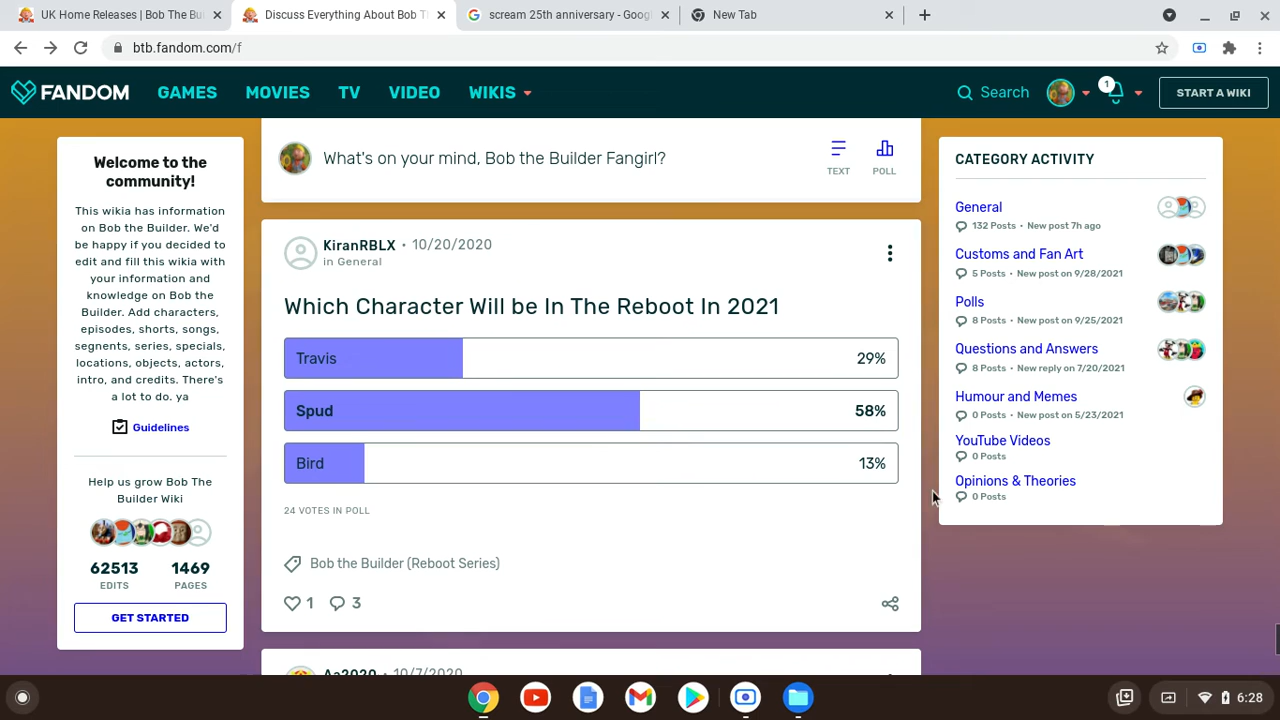 UK Home Releases | Bob The Bu
Discuss Everything About Bob T
scream 25th anniversary - Goog
New Tab
btb.fandom.com/f
FANDOM
GAMES
MOVIES
TV
VIDEO
WIKIS
Search
1
START A WIKI
Welcome to the
community!
This wikia has information
on Bob the Builder. We'd
be happy if you decided to
edit and fill this wikia with
your information and
knowledge on Bob the
Builder. Add characters,
episodes, shorts, songs,
segnents, series, specials,
locations, objects, actors,
intro, and credits. There's
a lot to do. ya
Guidelines
Help us grow Bob The
Builder Wiki
62513
EDITS
1469
PAGES
GET STARTED
What's on your mind, Bob the Builder Fangirl?
TEXT
POLL
KiranRBLX • 10/20/2020
in General
Which Character Will be In The Reboot In 2021
Travis 29%
Spud 58%
Bird 13%
24 VOTES IN POLL
Bob the Builder (Reboot Series)
1
3
Aa2020 • 10/7/2020
CATEGORY ACTIVITY
General
132 Posts • New post 7h ago
Customs and Fan Art
5 Posts • New post on 9/28/2021
Polls
8 Posts • New post on 9/25/2021
Questions and Answers
8 Posts • New reply on 7/20/2021
Humour and Memes
0 Posts • New post on 5/23/2021
YouTube Videos
0 Posts
Opinions & Theories
0 Posts
6:28